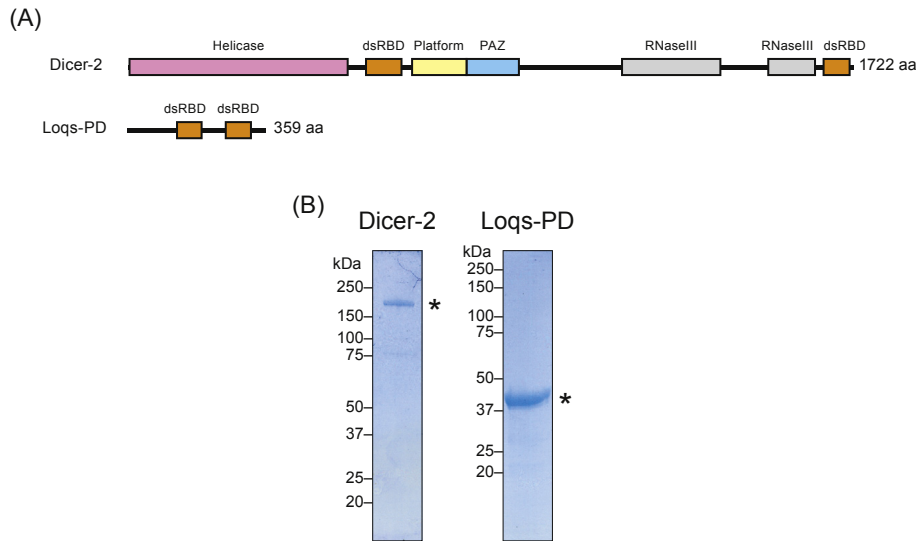 (A)
Helicase dsRBD Platform PAZ RNaseIII RNaseIII dsRBD
Dicer-2 1722 aa
dsRBD dsRBD
Loqs-PD 359 aa
(B)
Dicer-2 Loqs-PD
kDa kDa
250 250
150 150
100 100
75 75
50 50
37 37
25 25
20 20
* *